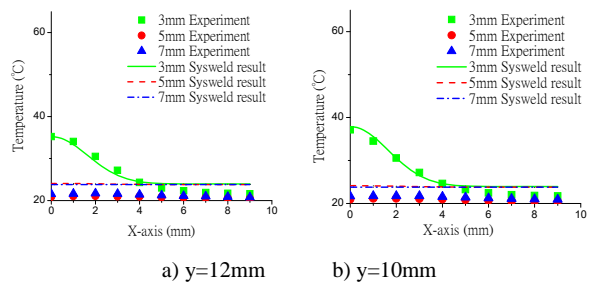 60
40
20
0 2 4 6 8 10
Temperature (℃)
X-axis (mm)
3mm Experiment
5mm Experiment
7mm Experiment
3mm Sysweld result
5mm Sysweld result
7mm Sysweld result
60
40
20
0 2 4 6 8 10
Temperature (℃)
X-axis (mm)
3mm Experiment
5mm Experiment
7mm Experiment
3mm Sysweld result
5mm Sysweld result
7mm Sysweld result
a) y=12mm
b) y=10mm